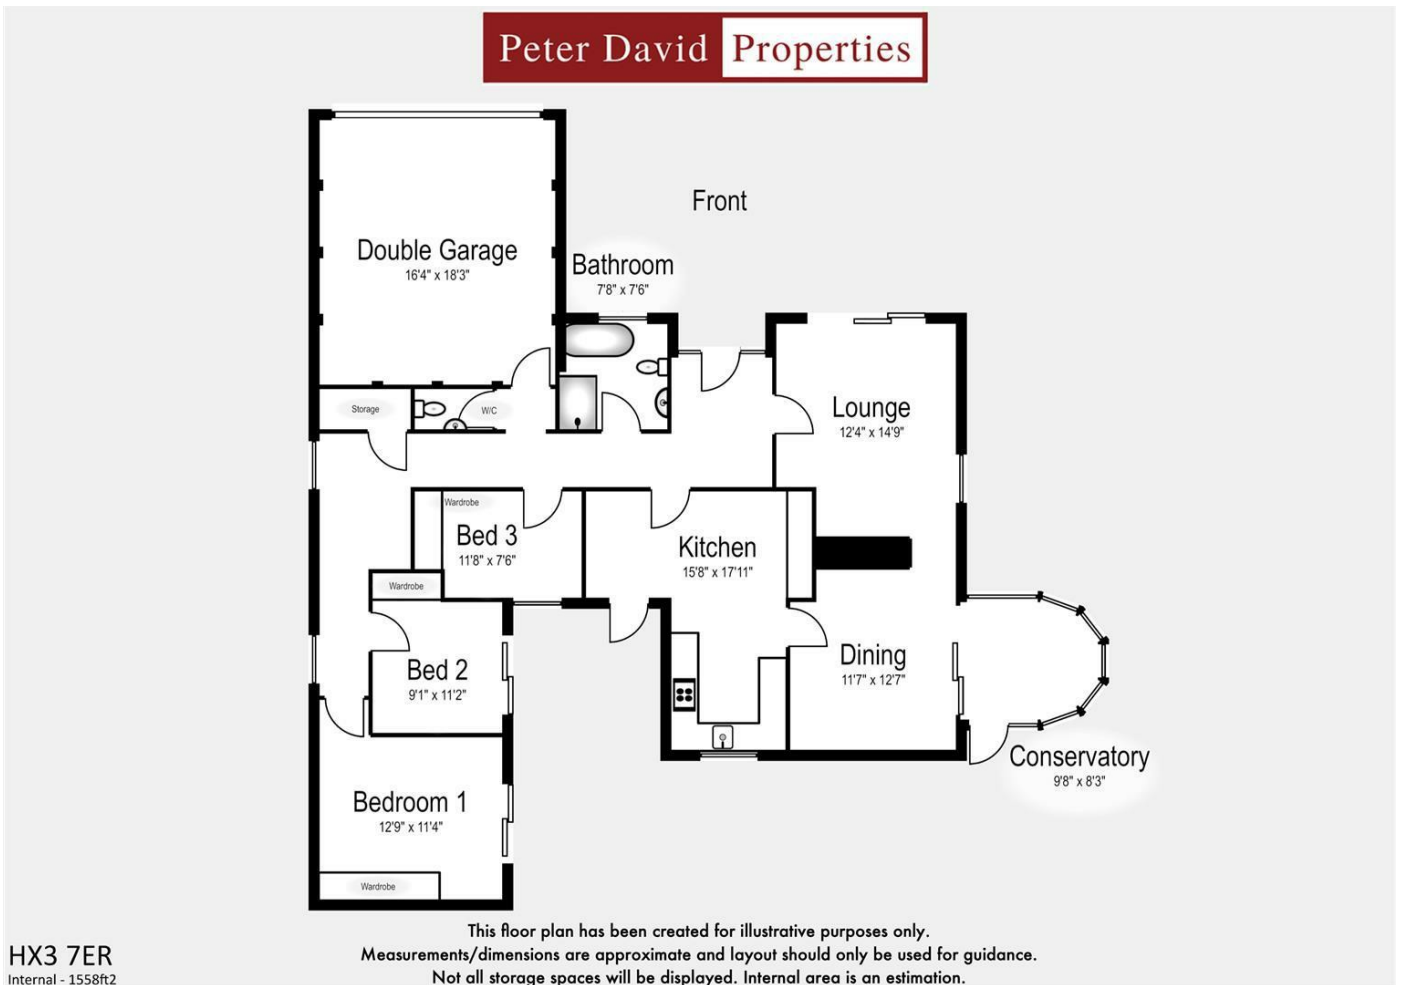 Peter David Properties
Front
Double Garage
16'4" x 18'3"
Bathroom
7'8" x 7'6"
Storage
W/C
Lounge
12'4" x 14'9"
Wardrobe
Bed 3
11'8" x 7'6"
Kitchen
15'8" x 17'11"
Wardrobe
Bed 2
9'1" x 11'2"
Dining
11'7" x 12'7"
Conservatory
9'8" x 8'3"
Bedroom 1
12'9" x 11'4"
Wardrobe
This floor plan has been created for illustrative purposes only.
Measurements/dimensions are approximate and layout should only be used for guidance.
Not all storage spaces will be displayed. Internal area is an estimation.
HX3 7ER
Internal - 1558ft2